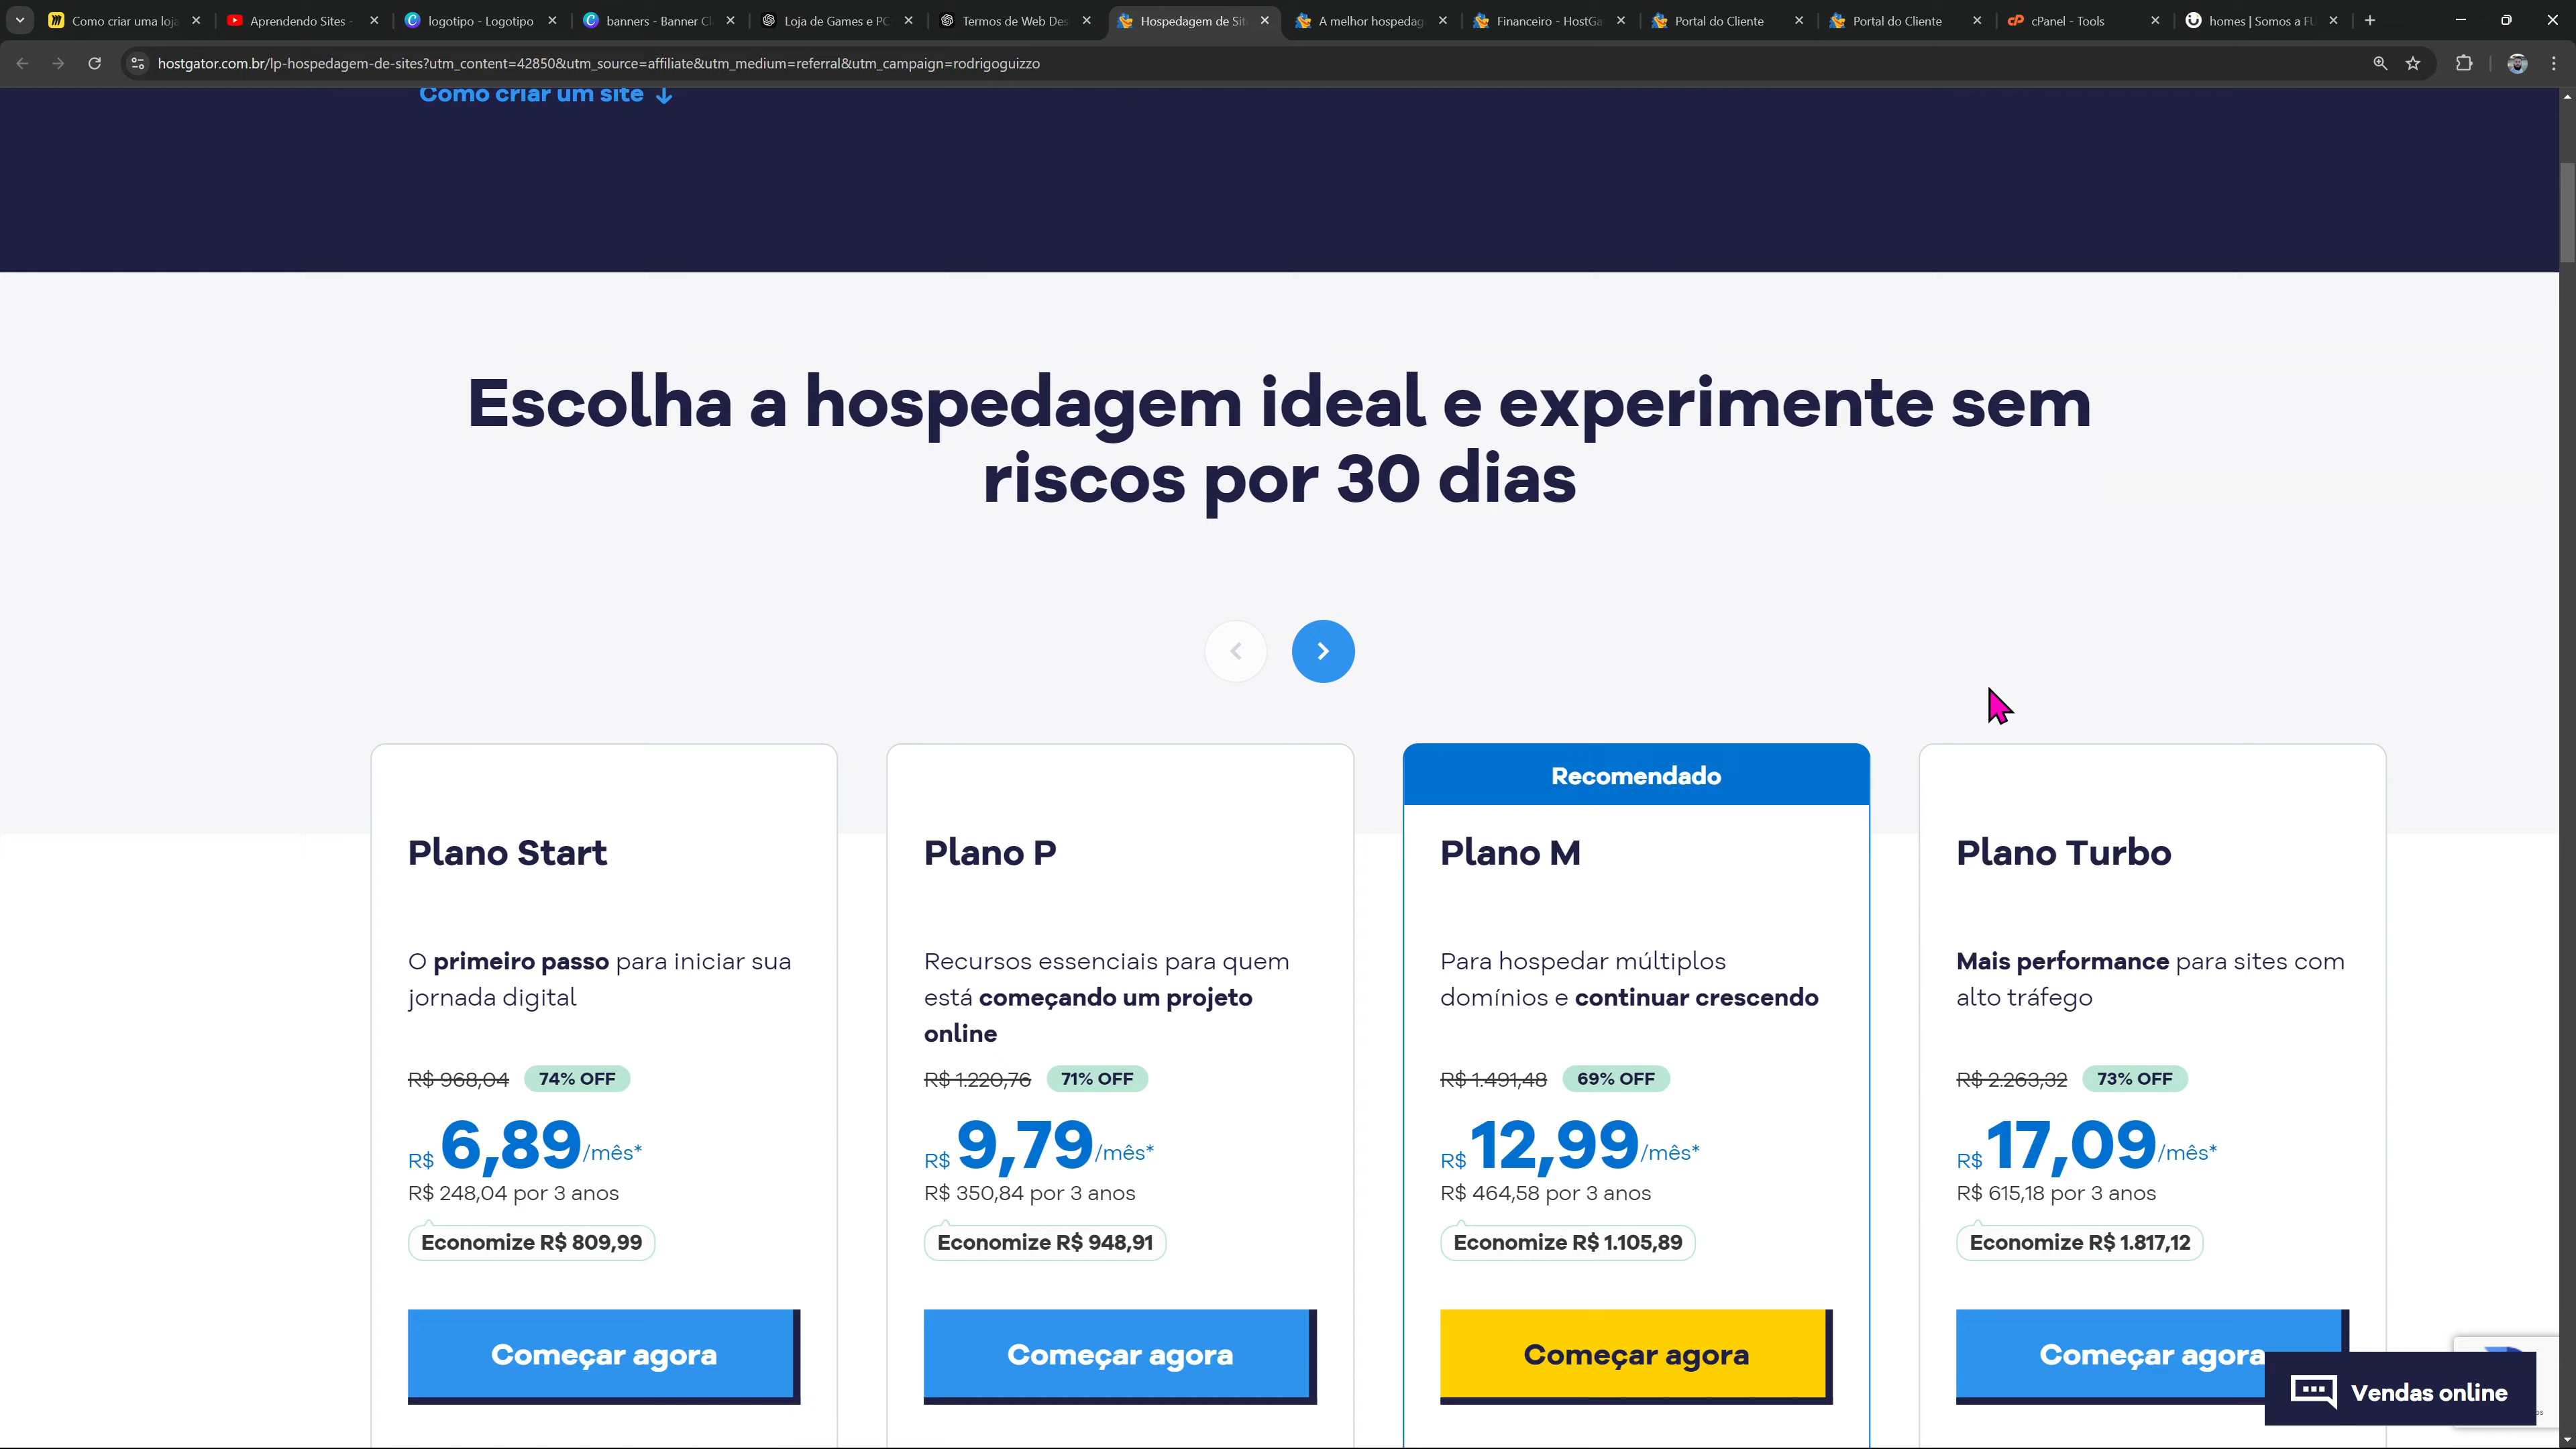 Como criar uma loj
Aprendendo Sites -
logotipo - Logotipo
banners - Banner Cl
Loja de Games e PC
Termos de Web Des
Hospedagem de Sit
A melhor hospedag
Financeiro - HostGa
Portal do Cliente
Portal do Cliente
cPanel - Tools
homes | Somos a FU
hostgator.com.br/lp-hospedagem-de-sites?utm_content=42850&utm_source=affiliate&utm_medium=referral&utm_campaign=rodrigoguizzo
Como criar um site ↓
Escolha a hospedagem ideal e experimente sem
riscos por 30 dias
Plano Start
O primeiro passo para iniciar sua
jornada digital
R$ 968,04 74% OFF
R$ 6,89/mês*
R$ 248,04 por 3 anos
Economize R$ 809,99
Começar agora
Plano P
Recursos essenciais para quem
está começando um projeto
online
R$ 1.220,76 71% OFF
R$ 9,79/mês*
R$ 350,84 por 3 anos
Economize R$ 948,91
Começar agora
Recomendado
Plano M
Para hospedar múltiplos
domínios e continuar crescendo
R$ 1.491,48 69% OFF
R$ 12,99/mês*
R$ 464,58 por 3 anos
Economize R$ 1.105,89
Começar agora
Plano Turbo
Mais performance para sites com
alto tráfego
R$ 2.263,32 73% OFF
R$ 17,09/mês*
R$ 615,18 por 3 anos
Economize R$ 1.817,12
Começar agora
Vendas online